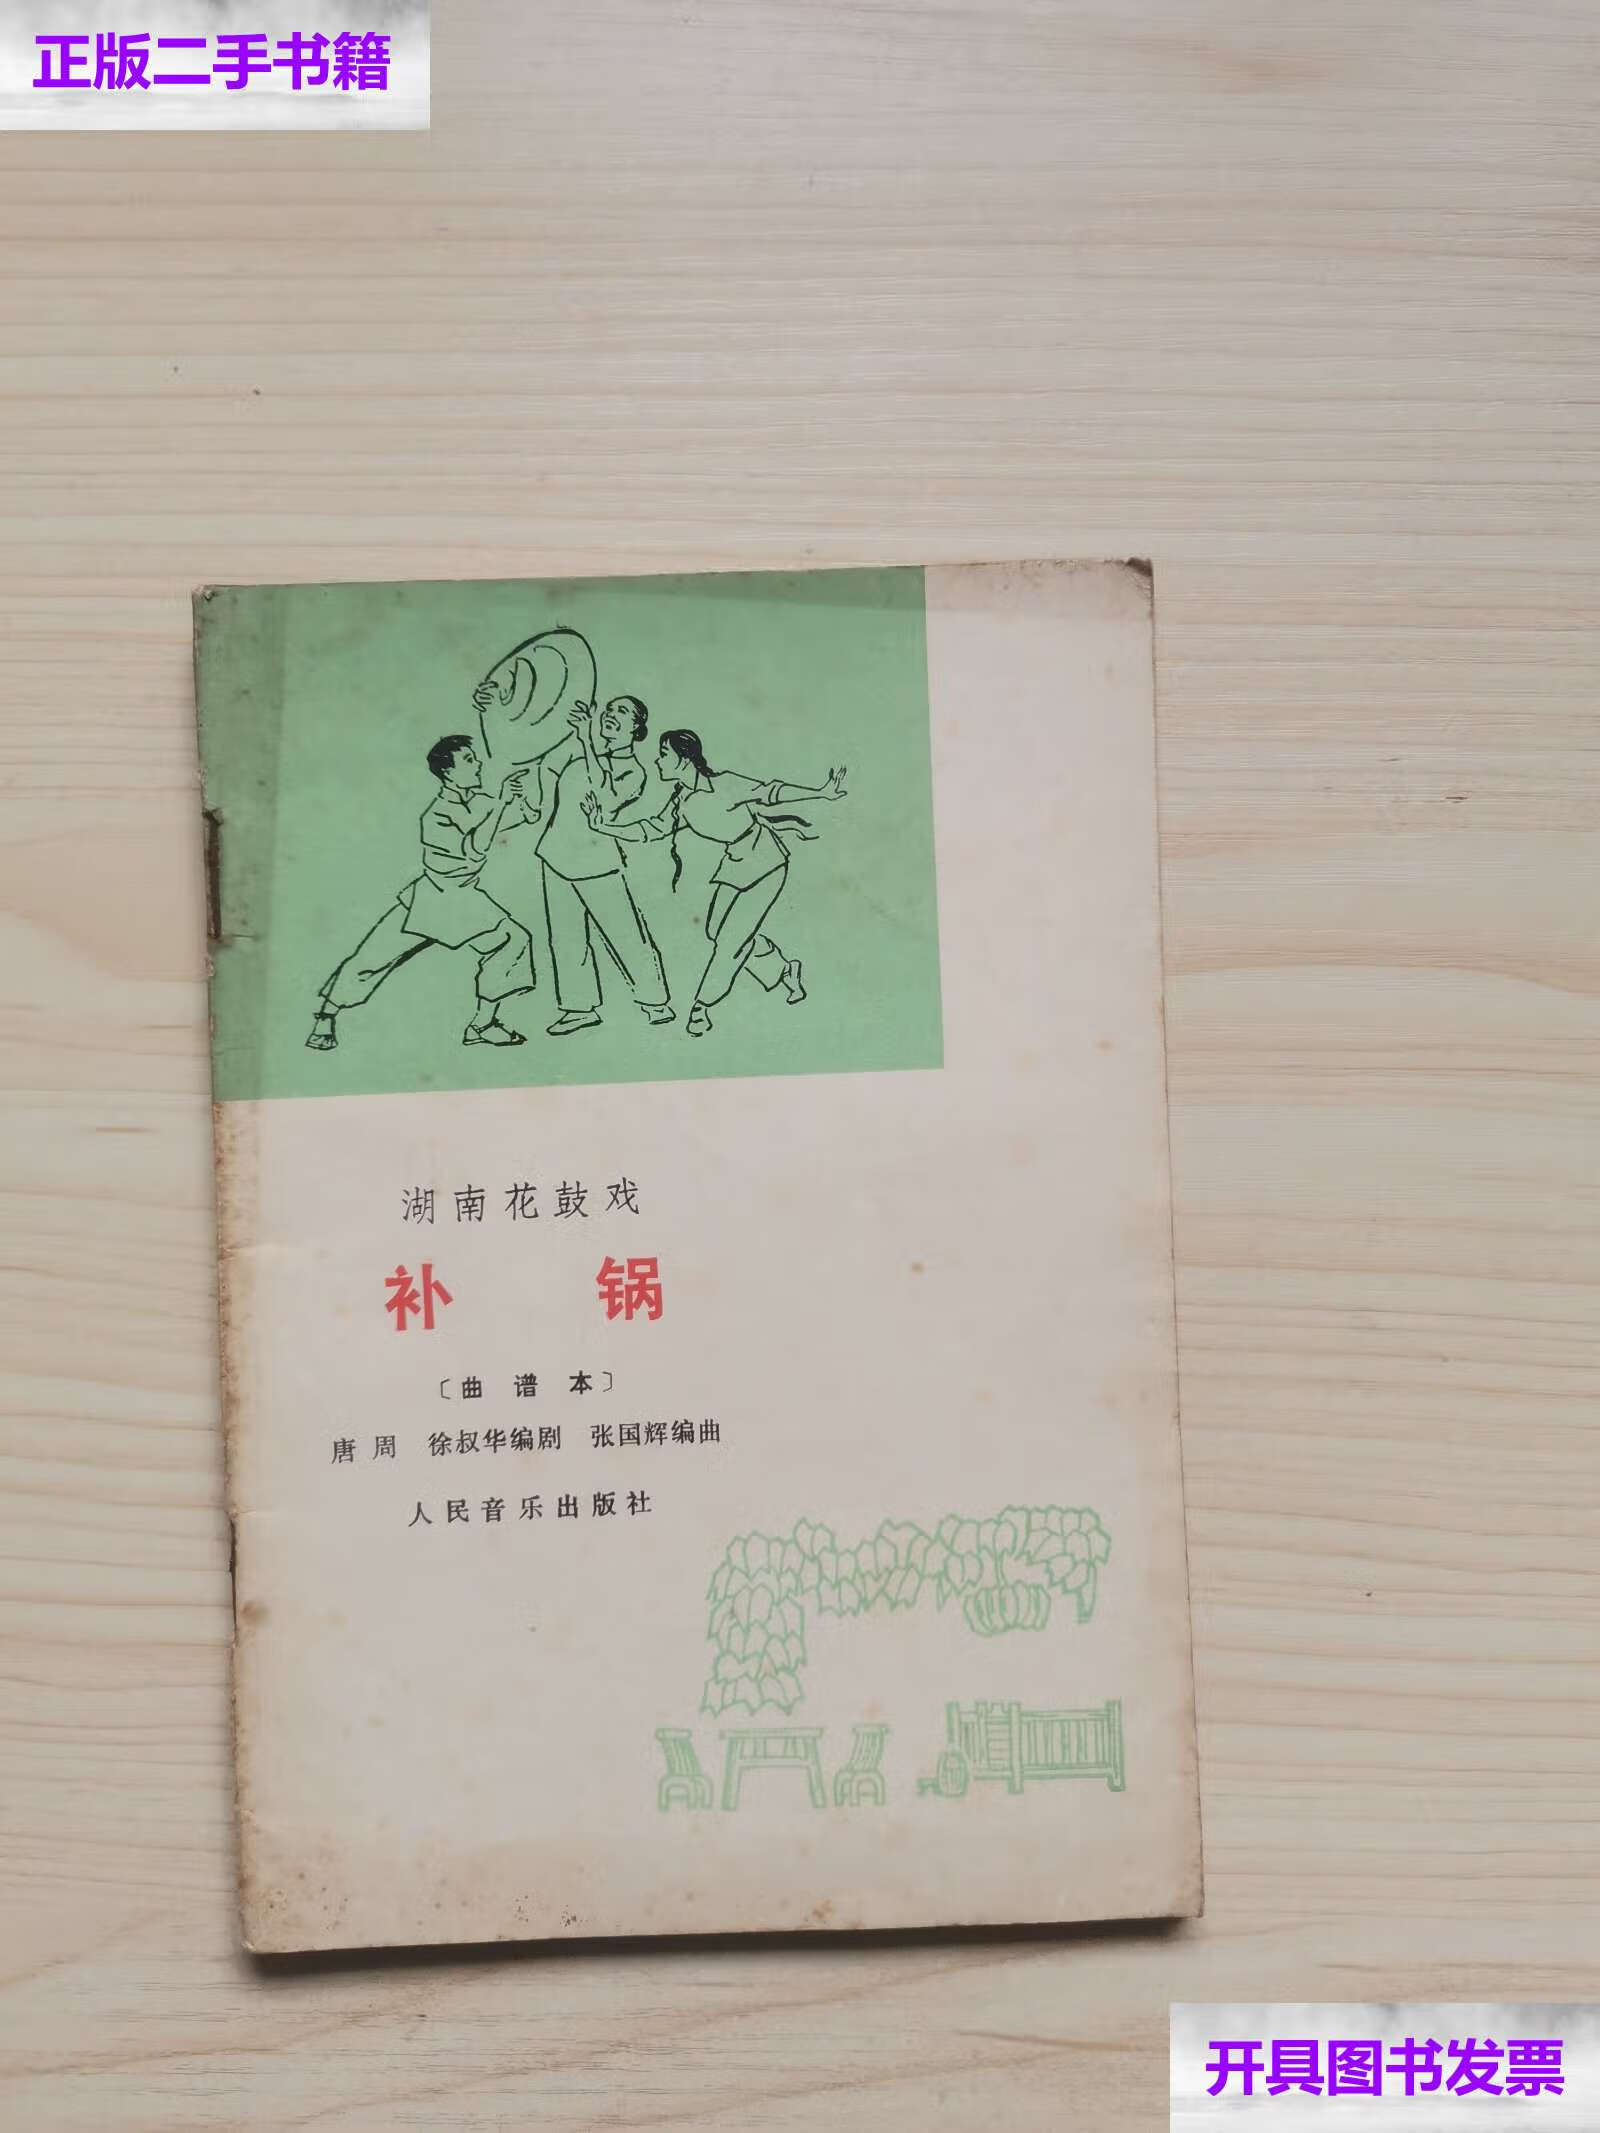 正版二手书籍
湖南花鼓戏
补锅
〔曲谱本〕
唐周 徐叔华编剧 张国辉编曲
人民音乐出版社
开具图书发票